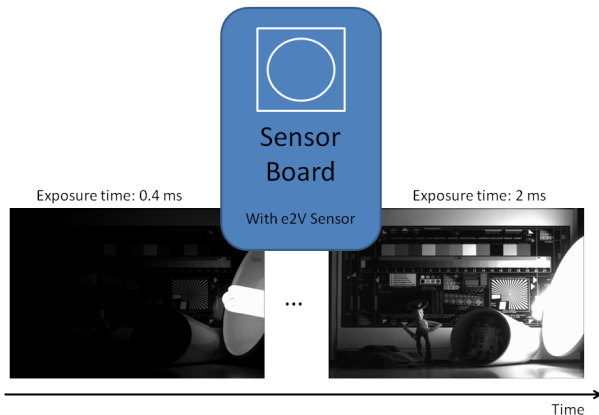 Sensor
Board
With e2V Sensor
Exposure time: 0.4 ms
Exposure time: 2 ms
...
Time